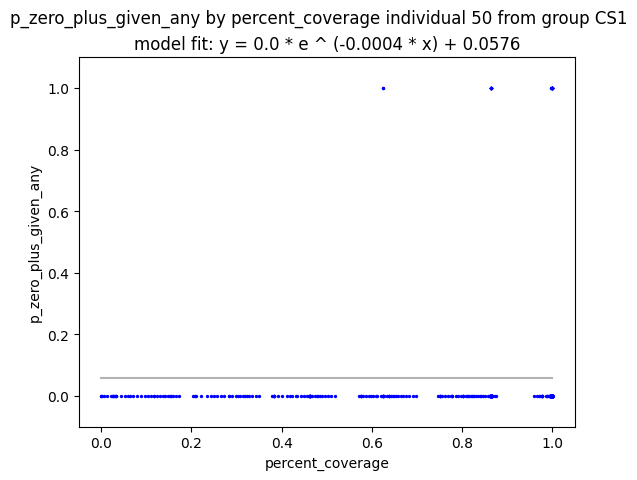 p_zero_plus_given_any by percent_coverage individual 50 from group CS1
model fit: y = 0.0 * e ^ (-0.0004 * x) + 0.0576
p_zero_plus_given_any
1.0
0.8
0.6
0.4
0.2
0.0
0.0 0.2 0.4 0.6 0.8 1.0
percent_coverage